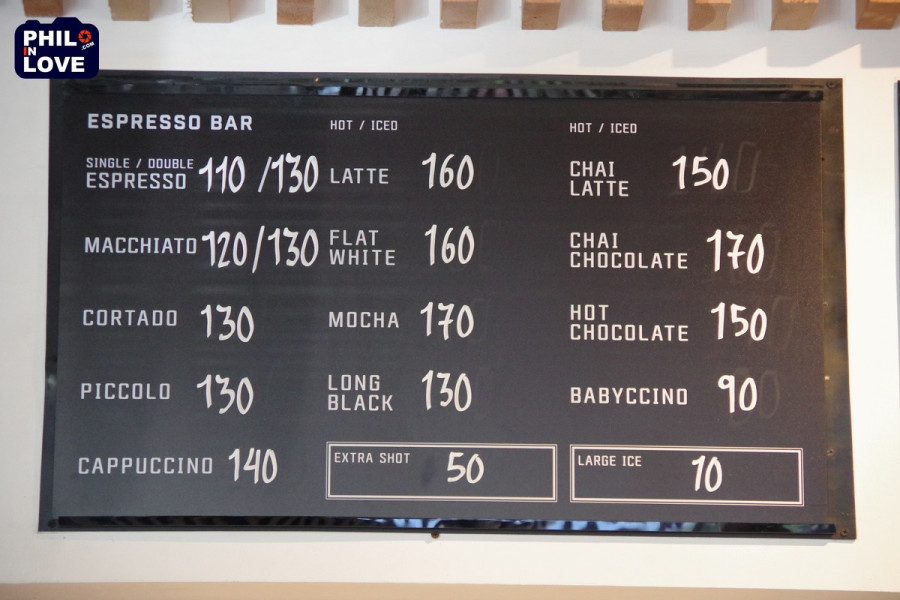 PHIL IN LOVE .COM
ESPRESSO BAR
SINGLE / DOUBLE
ESPRESSO 110 /130
MACCHIATO 120/130
CORTADO 130
PICCOLO 130
CAPPUCCINO 140
HOT / ICED
LATTE 160
FLAT
WHITE 160
MOCHA 170
LONG
BLACK 130
EXTRA SHOT 50
HOT / ICED
CHAI
LATTE 150
CHAI
CHOCOLATE 170
HOT
CHOCOLATE 150
BABYCCINO 90
LARGE ICE 10